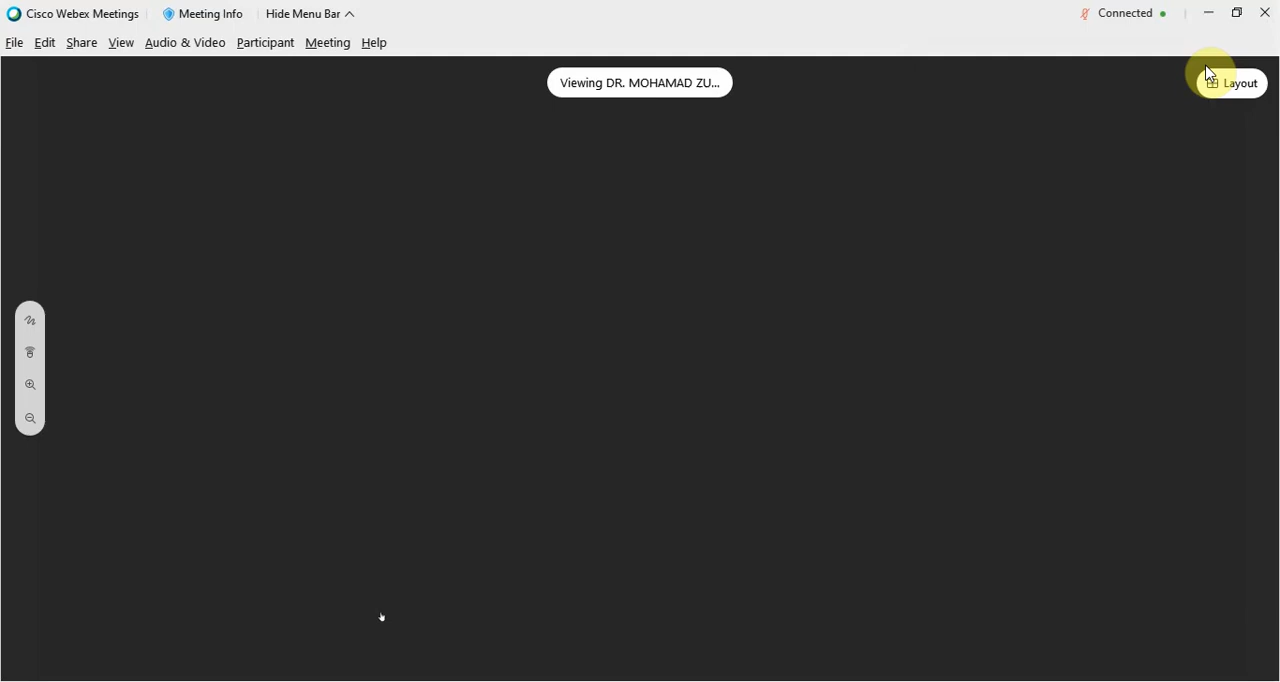 Cisco Webex Meetings Meeting Info Hide Menu Bar Connected
File Edit Share View Audio & Video Participant Meeting Help
Viewing DR. MOHAMAD ZU... Layout